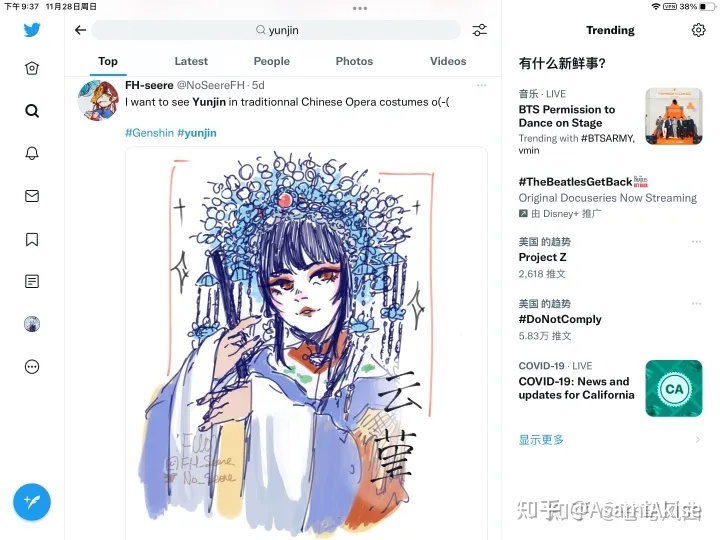 下午9:37 11月28日周日
VPN 38%
yunjin
Top Latest People Photos Videos
FH-seere @NoSeereFH · 5d
I want to see Yunjin in traditionnal Chinese Opera costumes o(-(
#Genshin #yunjin
云
堇
@FH_Seere
No_Seere
Trending
有什么新鲜事?
音乐 · LIVE
BTS Permission to
Dance on Stage
Trending with #BTSARMY,
vmin
#TheBeatlesGetBack
Original Docuseries Now Streaming
由 Disney+ 推广
美国 的趋势
Project Z
2,618 推文
美国 的趋势
#DoNotComply
5.83万 推文
COVID-19 · LIVE
COVID-19: News and
updates for California
CA
显示更多
知乎 @AsamiAkise